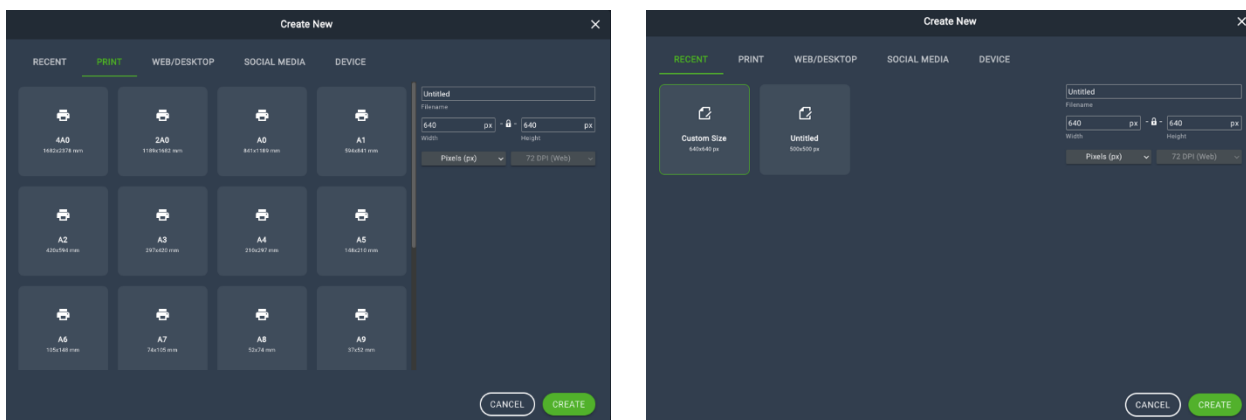 Create New
RECENT PRINT WEB/DESKTOP SOCIAL MEDIA DEVICE
4A0 2A0 A0 A1
1682x2378 mm 1189x1682 mm 841x1189 mm 594x841 mm
A2 A3 A4 A5
420x594 mm 297x420 mm 210x297 mm 148x210 mm
A6 A7 A8 A9
105x148 mm 74x105 mm 52x74 mm 37x52 mm
Untitled
Filename
640 px - - 640 px
Width Height
Pixels (px) 72 DPI (Web)
CANCEL CREATE
Create New
RECENT PRINT WEB/DESKTOP SOCIAL MEDIA DEVICE
Custom Size Untitled
640x640 px 500x500 px
Untitled
Filename
640 px - - 640 px
Width Height
Pixels (px) 72 DPI (Web)
CANCEL CREATE